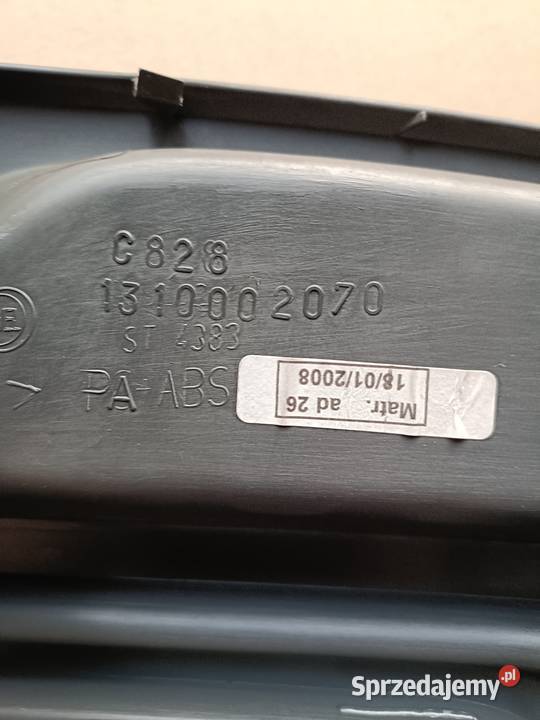 C828
1310002070
ST 4383
> PA-ABS
Matr. ad 26
18/01/2008
Sprzedajemy.pl